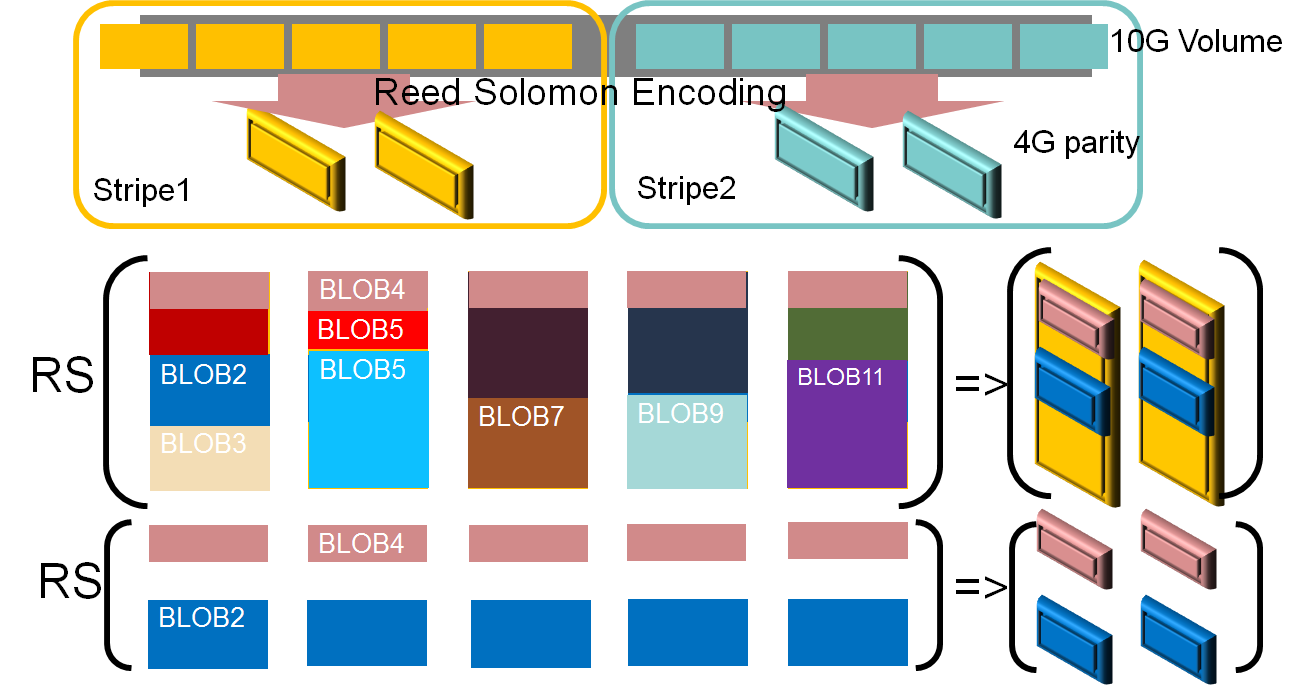 10G Volume
Reed Solomon Encoding
4G parity
Stripe1
Stripe2
BLOB4
BLOB5
RS
BLOB2
BLOB5
BLOB11
=>
BLOB7
BLOB9
BLOB3
BLOB4
RS
=>
BLOB2